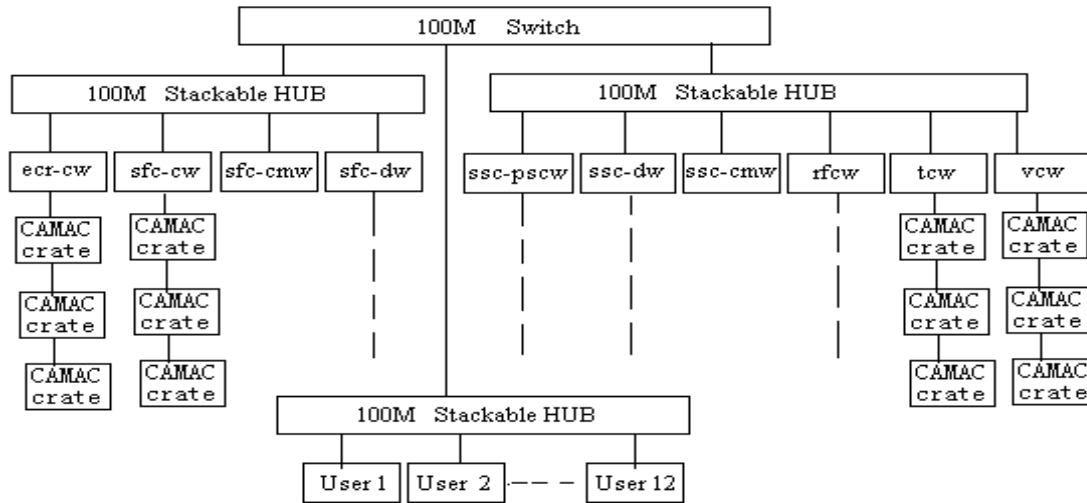 100M Switch
100M Stackable HUB
100M Stackable HUB
ecr-cw
sfc-cw
sfc-cmw
sfc-dw
ssc-pscw
ssc-dw
ssc-cmw
rfcw
tcw
vcw
CAMAC
crate
CAMAC
crate
CAMAC
crate
CAMAC
crate
CAMAC
crate
CAMAC
crate
CAMAC
crate
CAMAC
crate
CAMAC
crate
CAMAC
crate
CAMAC
crate
CAMAC
crate
100M Stackable HUB
User 1
User 2
User 12